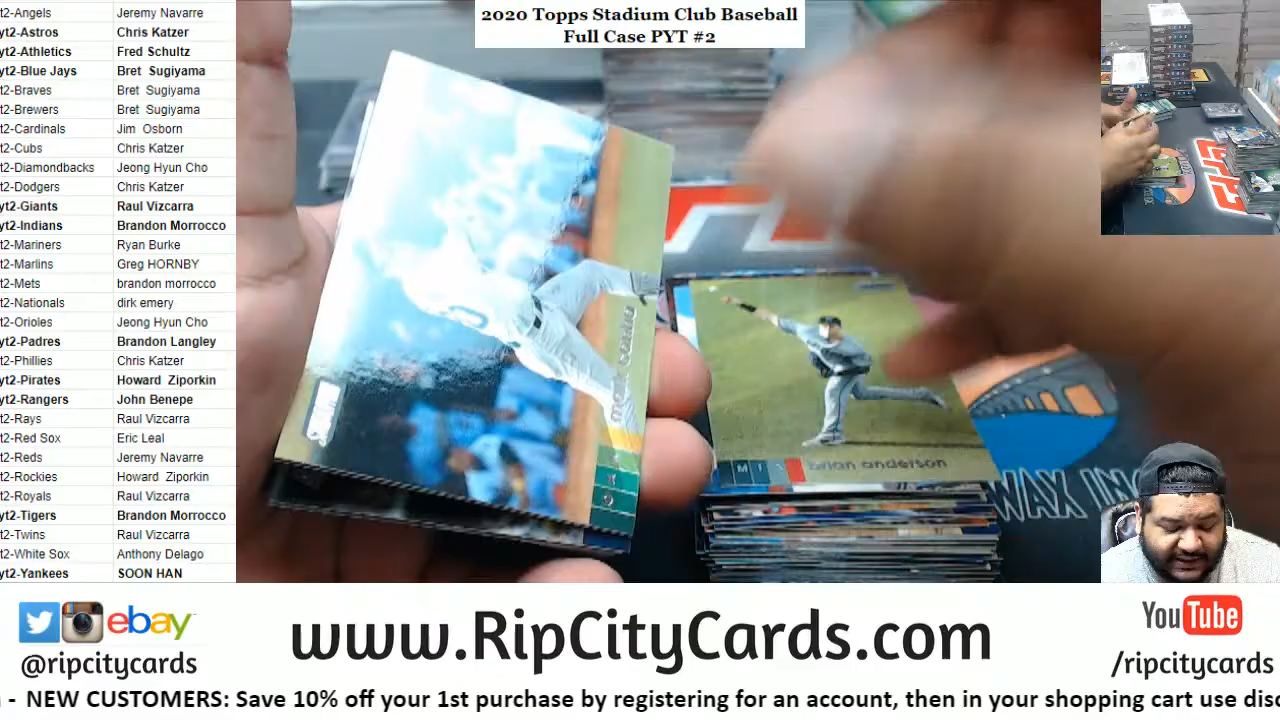 t2-Angels Jeremy Navarre
yt2-Astros Chris Katzer
yt2-Athletics Fred Schultz
yt2-Blue Jays Bret Sugiyama
t2-Braves Bret Sugiyama
t2-Brewers Bret Sugiyama
t2-Cardinals Jim Osborn
t2-Cubs Chris Katzer
t2-Diamondbacks Jeong Hyun Cho
t2-Dodgers Chris Katzer
yt2-Giants Raul Vizcarra
yt2-Indians Brandon Morrocco
t2-Mariners Ryan Burke
t2-Marlins Greg HORNBY
t2-Mets brandon morrocco
t2-Nationals dirk emery
t2-Orioles Jeong Hyun Cho
yt2-Padres Brandon Langley
t2-Phillies Chris Katzer
yt2-Pirates Howard Ziporkin
yt2-Rangers John Benepe
t2-Rays Raul Vizcarra
t2-Red Sox Eric Leal
t2-Reds Jeremy Navarre
t2-Rockies Howard Ziporkin
t2-Royals Raul Vizcarra
yt2-Tigers Brandon Morrocco
t2-Twins Raul Vizcarra
t2-White Sox Anthony Delago
yt2-Yankees SOON HAN
2020 Topps Stadium Club Baseball
Full Case PYT #2
MIA brian anderson
WAX IN
ebay
@ripcitycards
www.RipCityCards.com
YouTube
/ripcitycards
- NEW CUSTOMERS: Save 10% off your 1st purchase by registering for an account, then in your shopping cart use disc